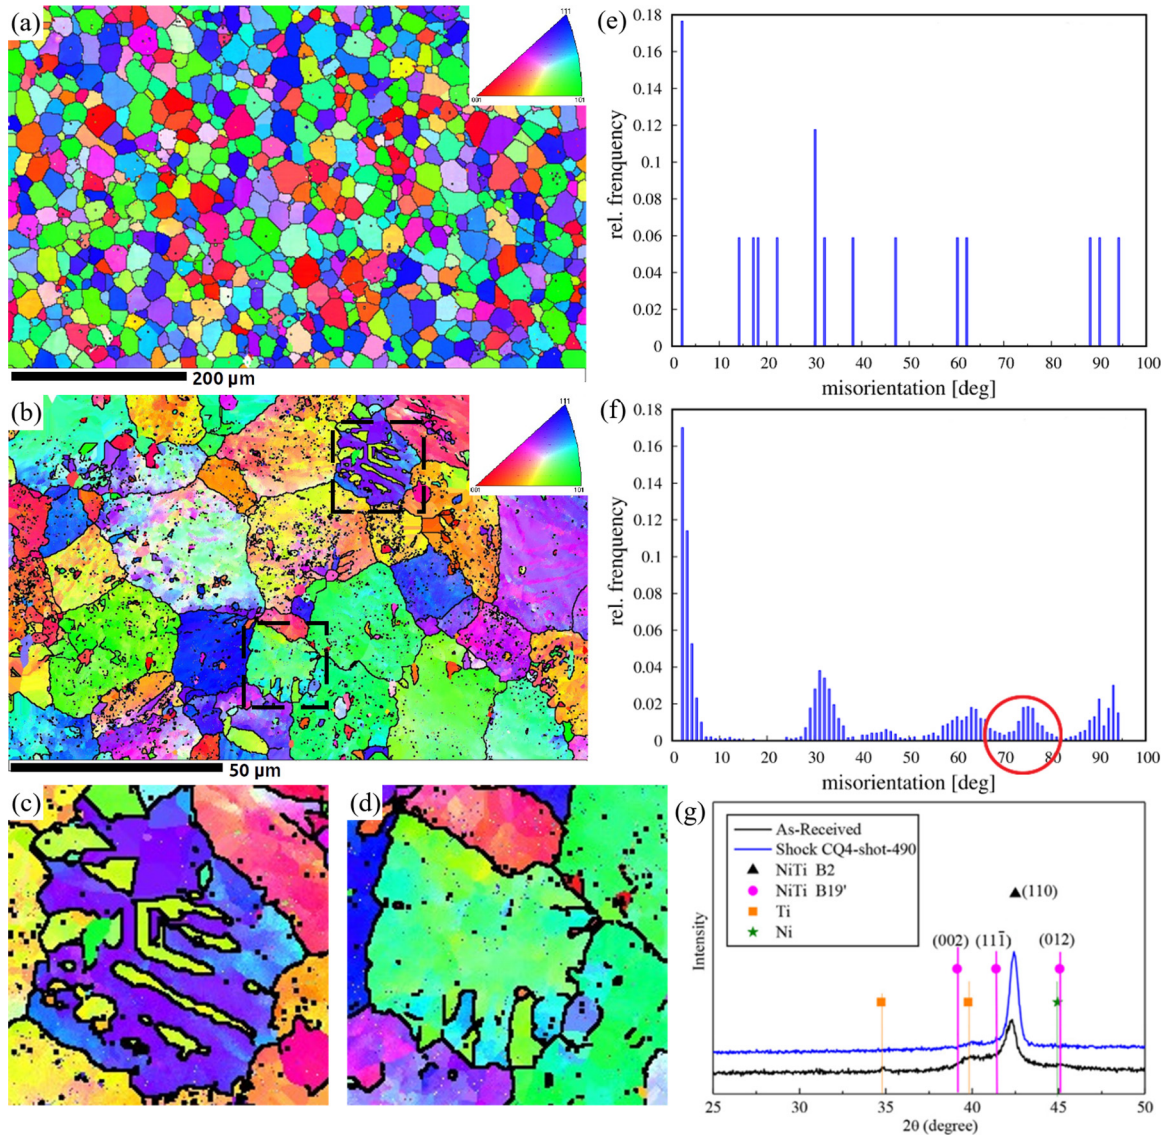 (a)
111
001
101
200 µm
(b)
111
001
101
50 µm
(c)
(d)
(e)
rel. frenquency
0.18
0.16
0.14
0.12
0.1
0.08
0.06
0.04
0.02
0
0 10 20 30 40 50 60 70 80 90 100
misorientation [deg]
(f)
rel. frenquency
0.18
0.16
0.14
0.12
0.1
0.08
0.06
0.04
0.02
0
0 10 20 30 40 50 60 70 80 90 100
misorientation [deg]
(g)
As-Received
Shock CQ4-shot-490
NiTi B2
NiTi B19'
Ti
Ni
(110)
(002) (111̄) (012)
Intensity
25 30 35 40 45 50
2θ (degree)